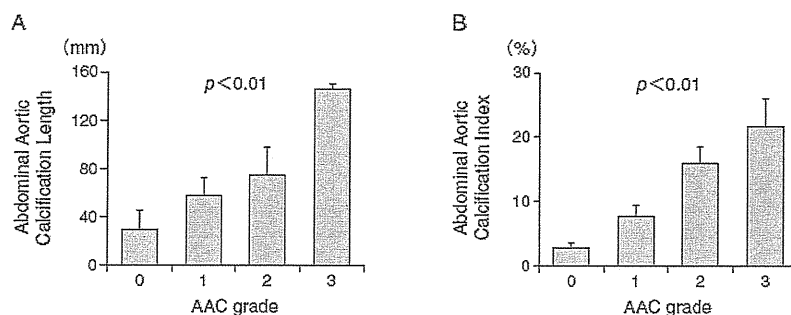 A
(mm)
160
120
80
40
0
p<0.01
0
1
2
3
AAC grade
Abdominal Aortic
Calcification Length
B
(%)
30
20
10
0
p<0.01
0
1
2
3
AAC grade
Abdominal Aortic
Calcification Index